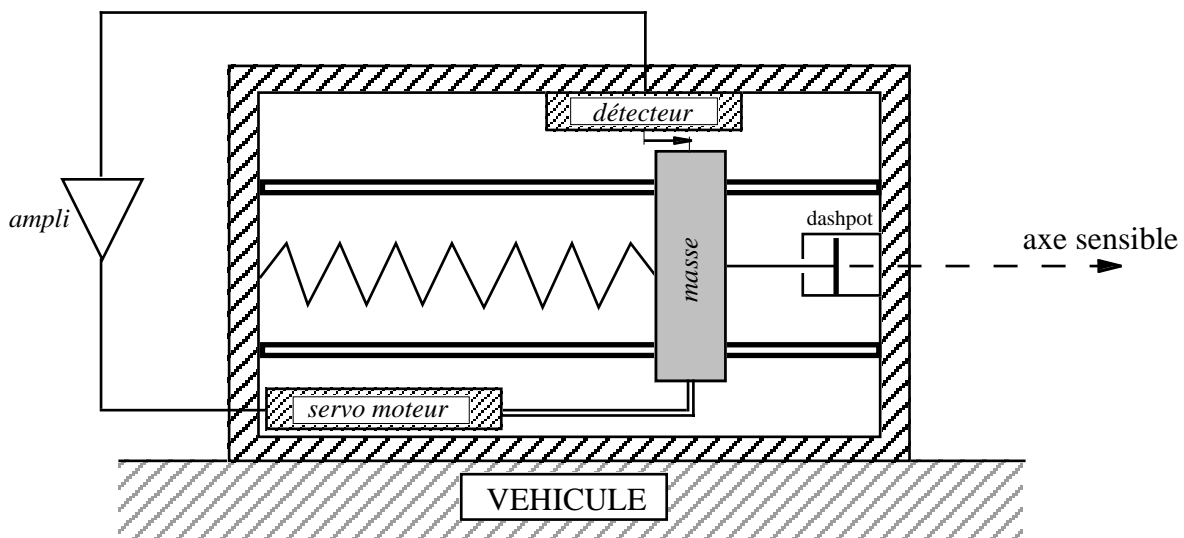 détecteur
ampli
dashpot
masse
axe sensible
servo moteur
VEHICULE